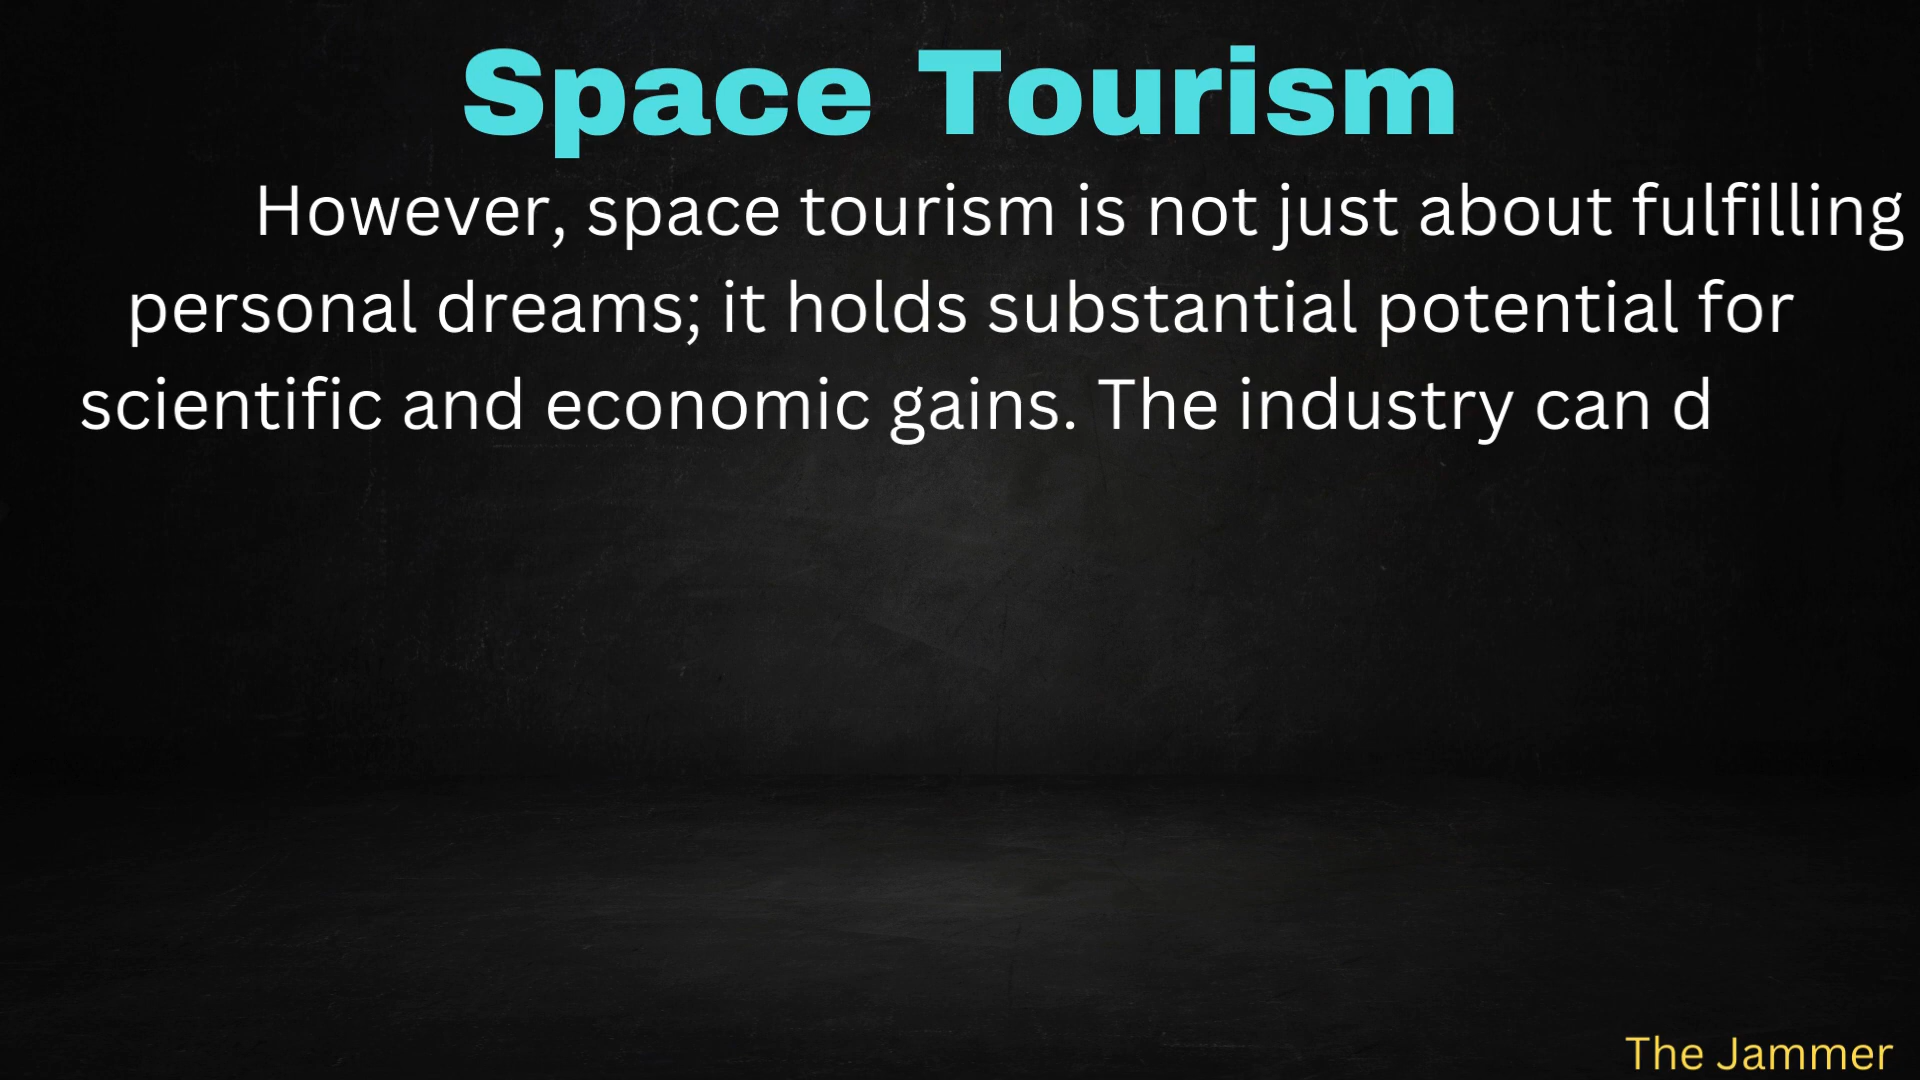 Space Tourism
However, space tourism is not just about fulfilling
personal dreams; it holds substantial potential for
scientific and economic gains. The industry can d
The Jammer